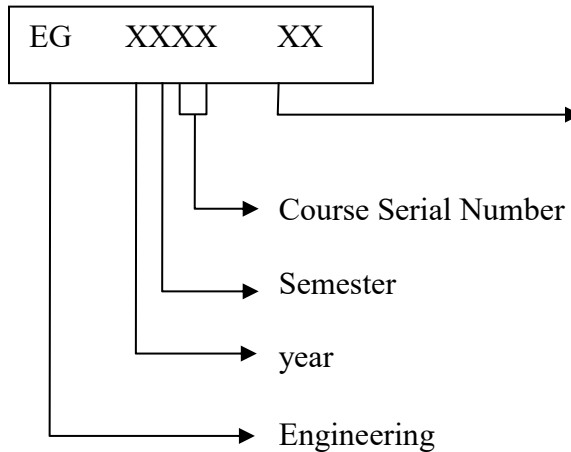 EG XXXX XX
Course Serial Number
Semester
year
Engineering